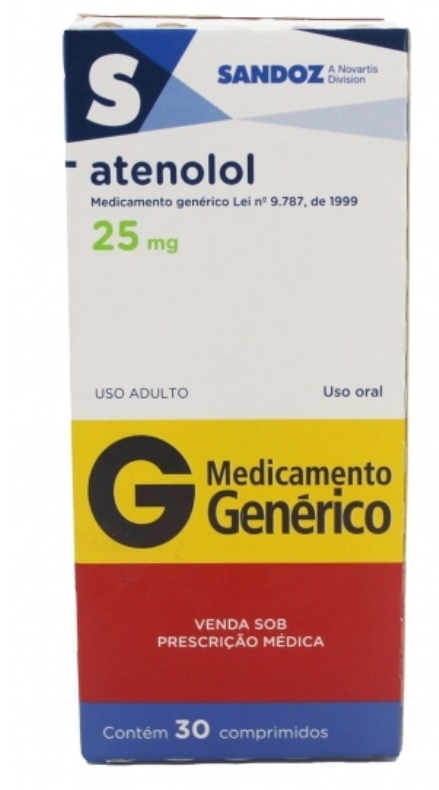 S
SANDOZ A Novartis
Division
atenolol
Medicamento genérico Lei nº 9.787, de 1999
25 mg
USO ADULTO Uso oral
G Medicamento
Genérico
VENDA SOB
PRESCRIÇÃO MÉDICA
Contém 30 comprimidos